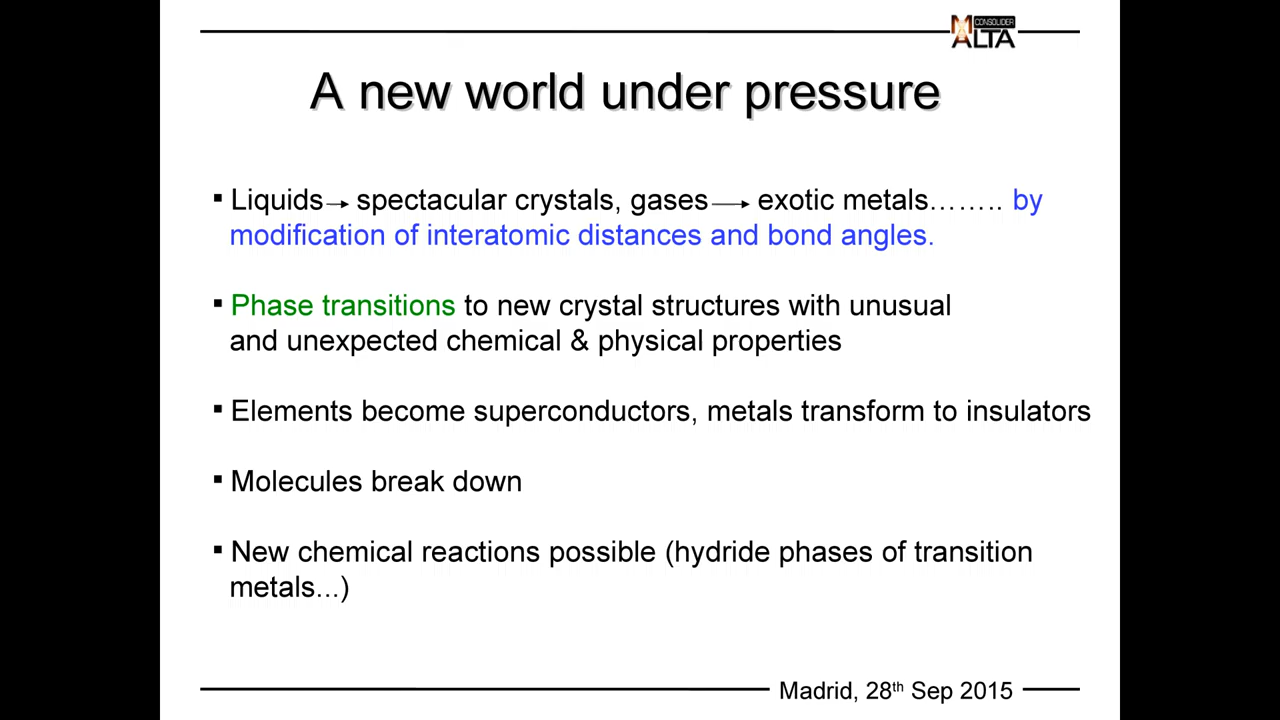 CONSOLIDER
MALTA
A new world under pressure
▪ Liquids → spectacular crystals, gases → exotic metals…….. by
modification of interatomic distances and bond angles.
▪ Phase transitions to new crystal structures with unusual
and unexpected chemical & physical properties
▪ Elements become superconductors, metals transform to insulators
▪ Molecules break down
▪ New chemical reactions possible (hydride phases of transition
metals...)
Madrid, 28th Sep 2015